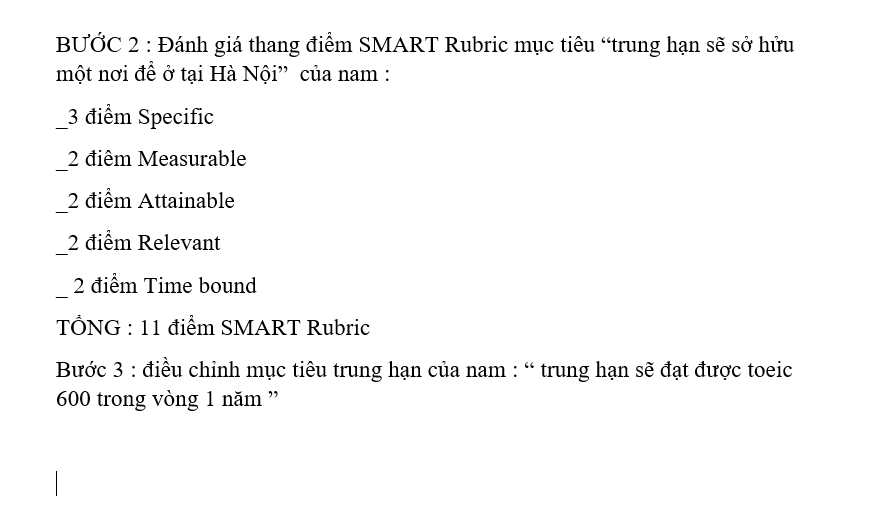 BƯỚC 2 : Đánh giá thang điểm SMART Rubric mục tiêu “trung hạn sẽ sở hửu
một nơi để ở tại Hà Nội”  của nam :
_3 điểm Specific
_2 điêm Measurable
_2 điểm Attainable
_2 điểm Relevant
_ 2 điểm Time bound
TỔNG : 11 điểm SMART Rubric
Bước 3 : điều chỉnh mục tiêu trung hạn của nam : “ trung hạn sẽ đạt được toeic
600 trong vòng 1 năm ”